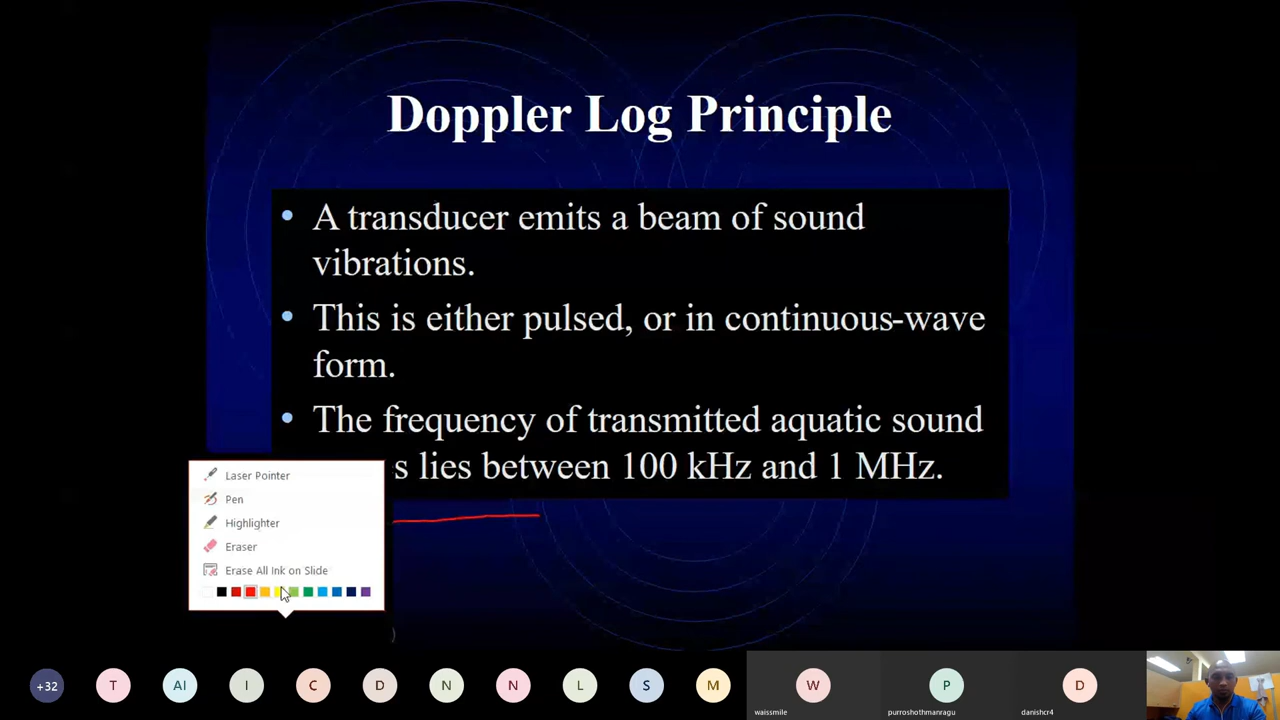 Doppler Log Principle
• A transducer emits a beam of sound
vibrations.
• This is either pulsed, or in continuous-wave
form.
• The frequency of transmitted aquatic sound
s lies between 100 kHz and 1 MHz.
Laser Pointer
Pen
Highlighter
Eraser
Erase All Ink on Slide
+32 T AI I C D N N L S M W P D
waissmile purroshothmanragu danishcr4